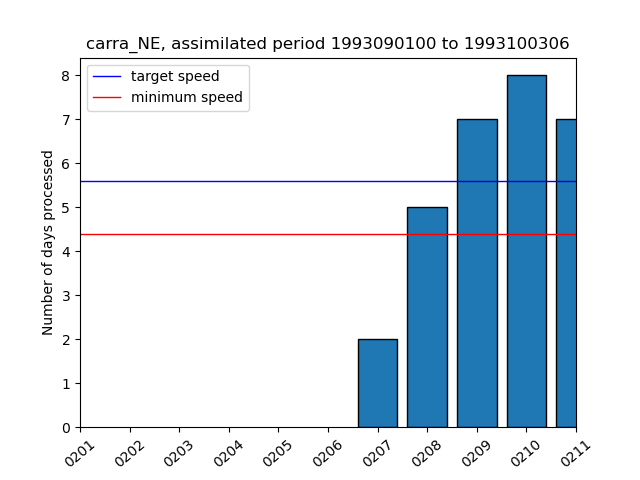 carra_NE, assimilated period 1993090100 to 1993100306
target speed
minimum speed
Number of days processed
8
7
6
5
4
3
2
1
0
0201 0202 0203 0204 0205 0206 0207 0208 0209 0210 0211